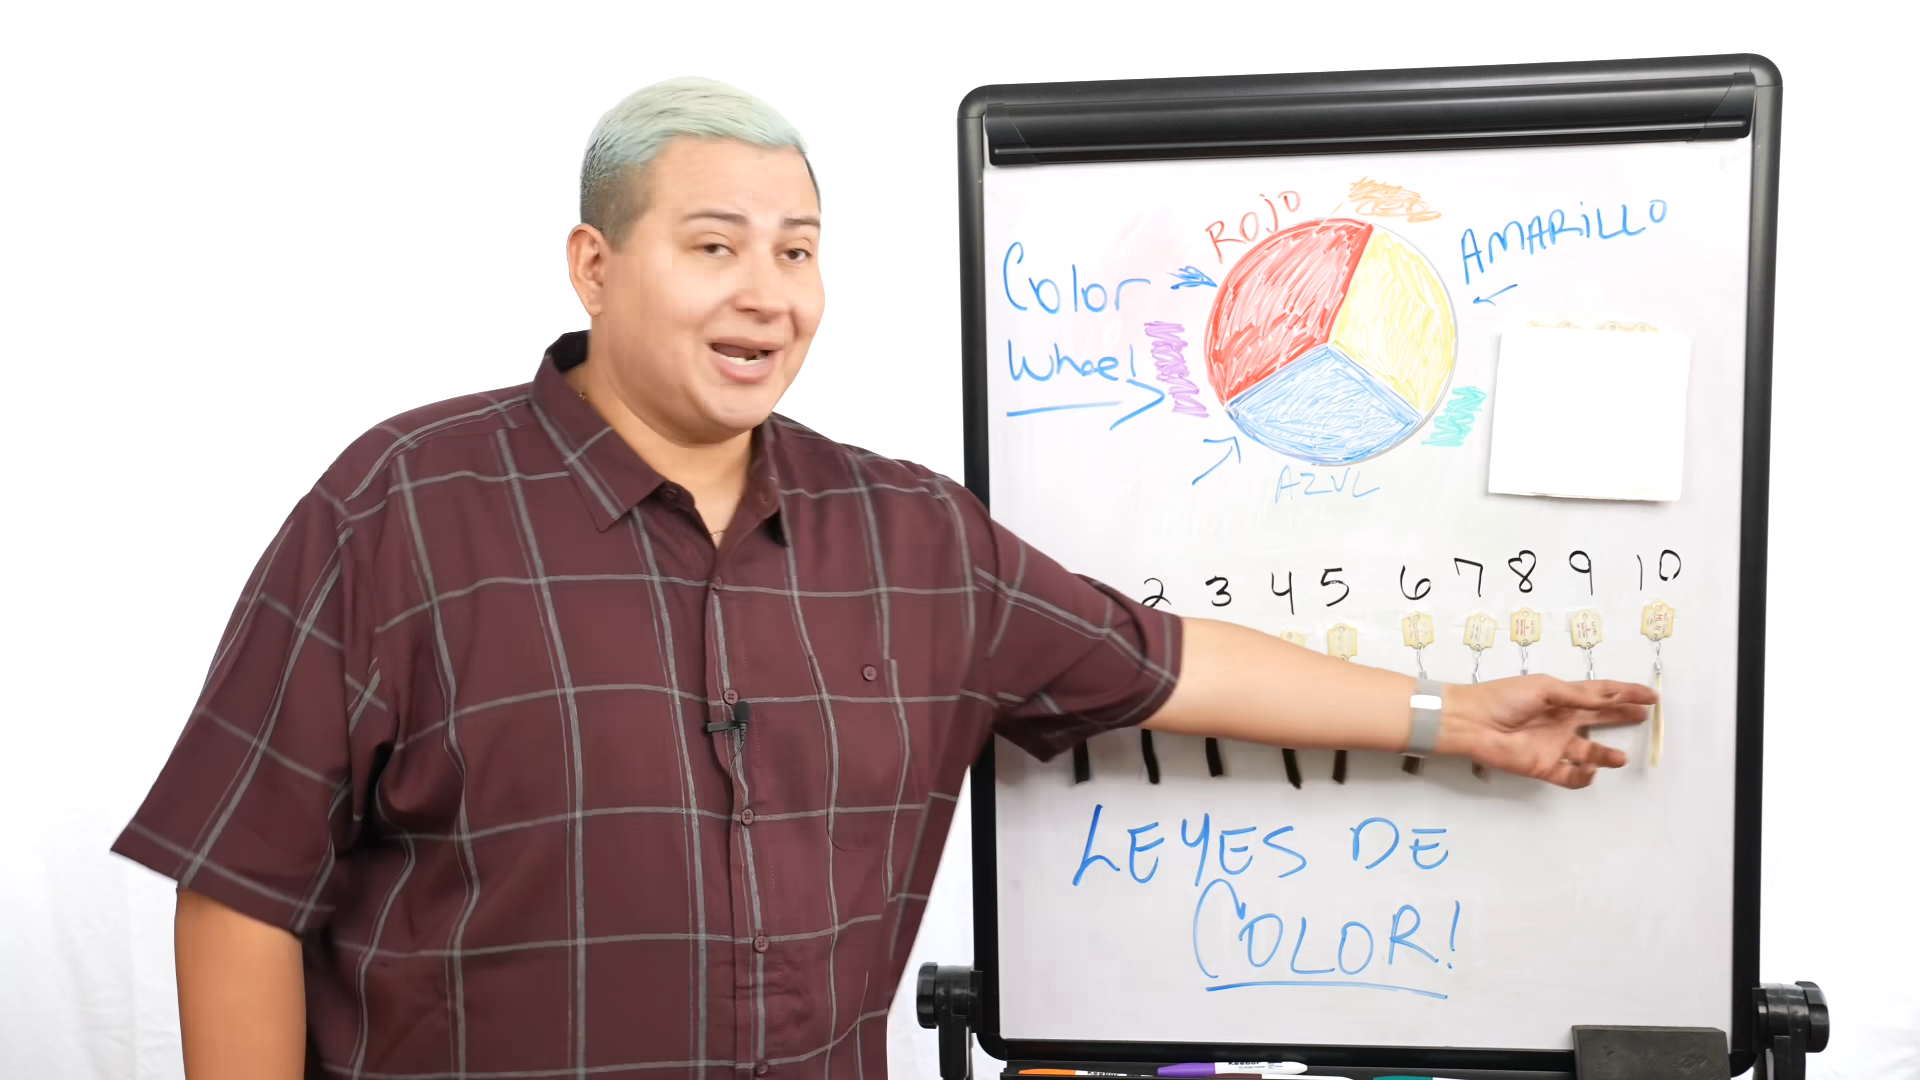 ROJO
AMARILLO
Color
Wheel
AZUL
2 3 4 5 6 7 8 9 10
LEYES DE
COLOR!